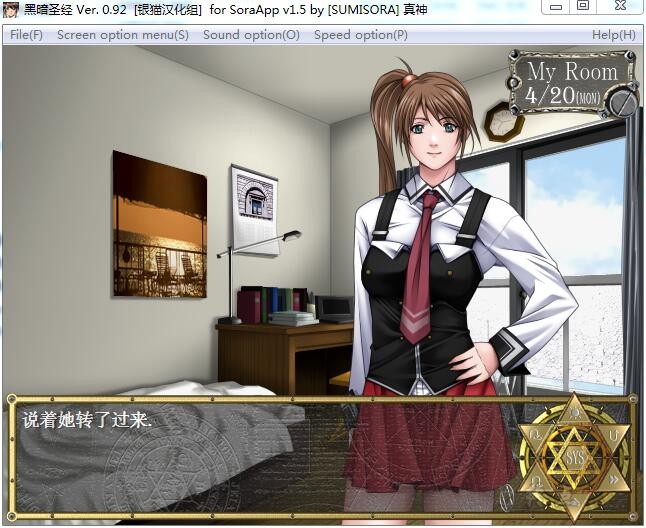 黑暗圣经 Ver. 0.92 [银猫汉化组] for SoraApp v1.5 by [SUMISORA] 真神
File(F) Screen option menu(S) Sound option(O) Speed option(P) Help(H)
My Room
4/20(MON)
说着她转了过来.
SYS